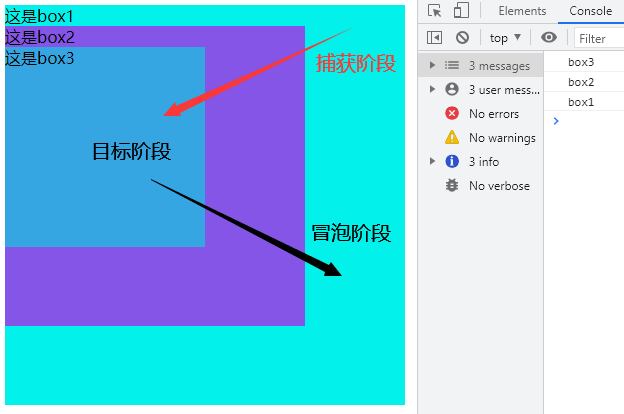 这是box1
这是box2
这是box3
捕获阶段
目标阶段
冒泡阶段
Elements Console
top Filter
3 messages
3 user mess...
No errors
No warnings
3 info
No verbose
box3
box2
box1